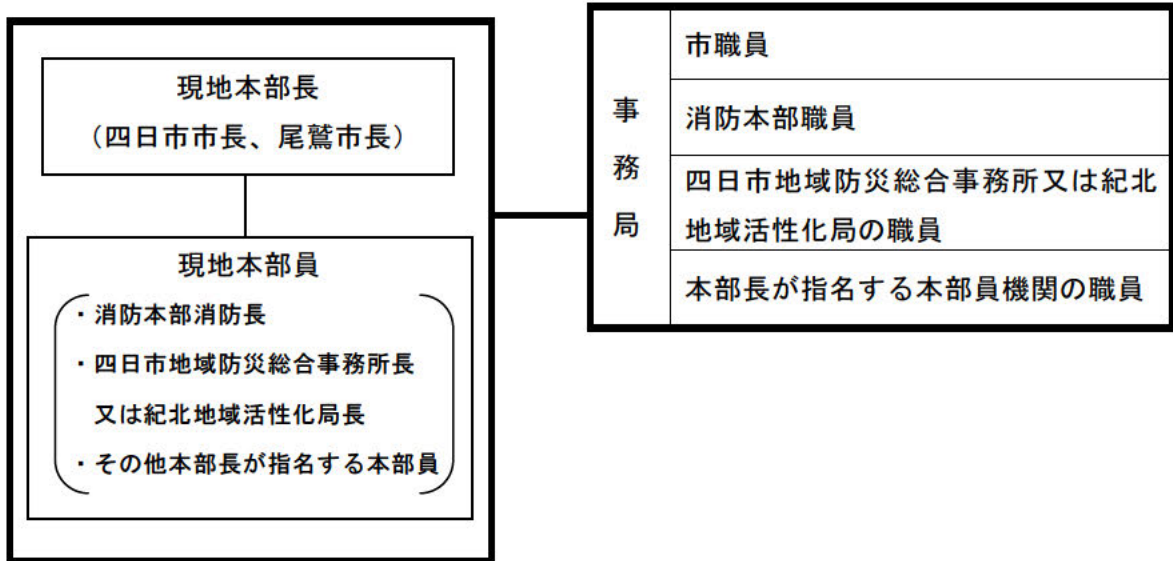 現地本部長
（四日市市長、尾鷲市長）
現地本部員
・消防本部消防長
・四日市地域防災総合事務所長
又は紀北地域活性化局長
・その他本部長が指名する本部員
事務局
市職員
消防本部職員
四日市地域防災総合事務所又は紀北
地域活性化局の職員
本部長が指名する本部員機関の職員